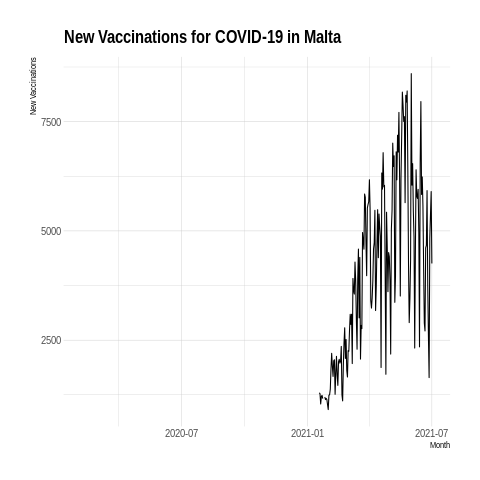 New Vaccinations for COVID-19 in Malta
New Vaccinations
7500
5000
2500
2020-07
2021-01
2021-07
Month